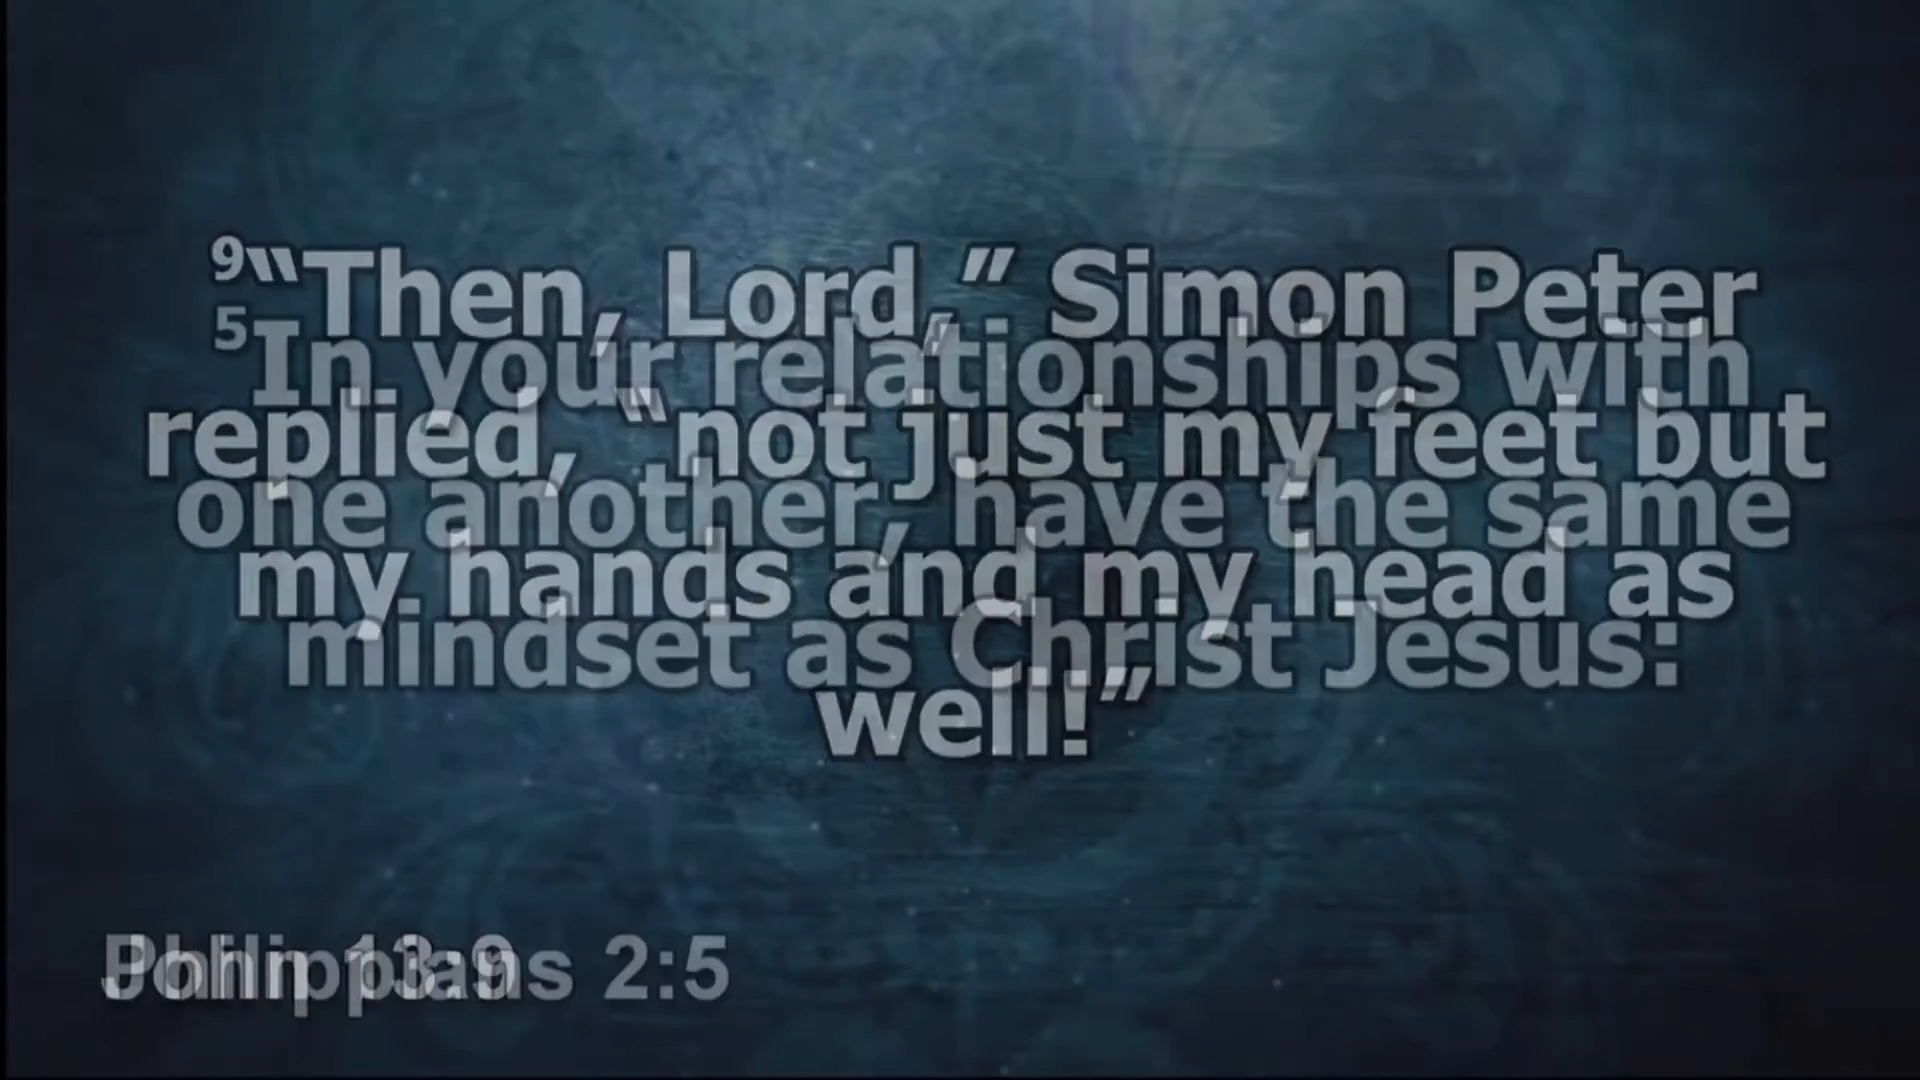 ⁹“Then, Lord,” Simon Peter
replied, “not just my feet but
my hands and my head as
well!”
⁵In your relationships with
one another, have the same
mindset as Christ Jesus:
John 13:9
Philippians 2:5